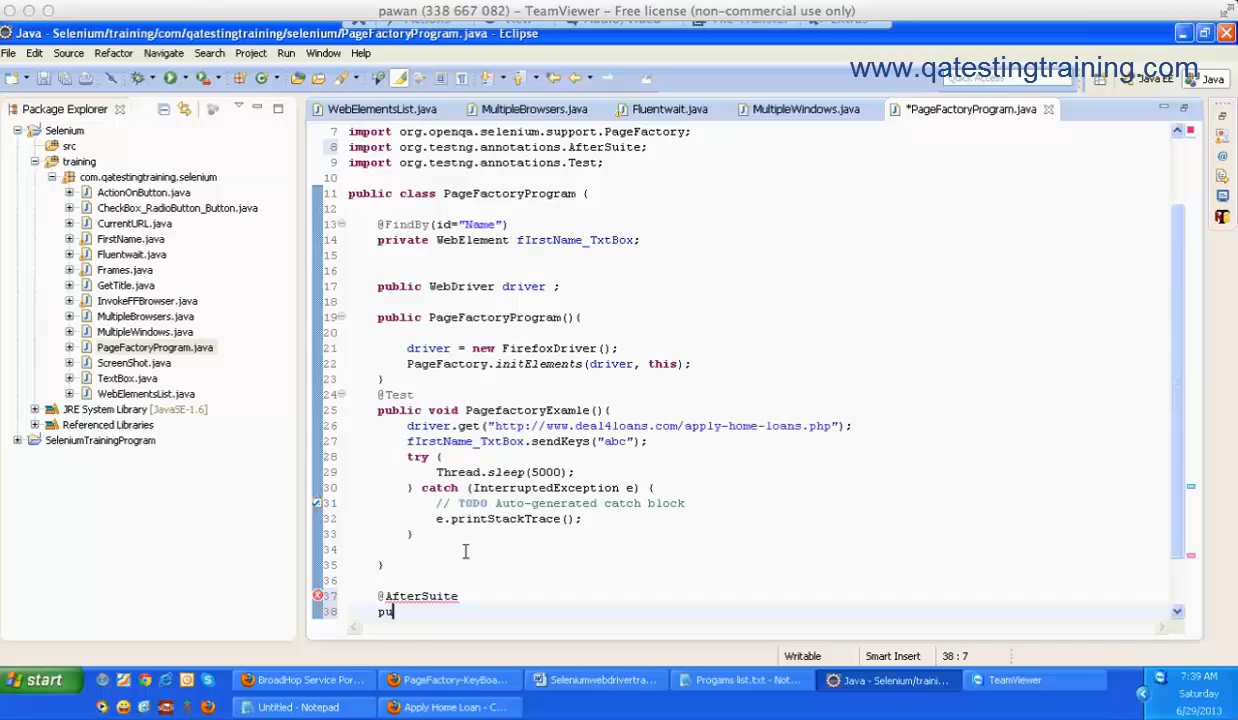 pawan (338 667 082) - TeamViewer - Free license (non-commercial use only)
Java - Selenium/training/com/qatestingtraining/selenium/PageFactoryProgram.java - Eclipse
File Edit Source Refactor Navigate Search Project Run Window Help
www.qatestingtraining.com
Java EE Java
Package Explorer
WebElementsList.java MultipleBrowsers.java Fluentwait.java MultipleWindows.java *PageFactoryProgram.java
Selenium
src
training
com.qatestingtraining.selenium
ActionOnButton.java
CheckBox_RadioButton_Button.java
CurrentURL.java
FirstName.java
Fluentwait.java
Frames.java
GetTitle.java
InvokeFFBrowser.java
MultipleBrowsers.java
MultipleWindows.java
PageFactoryProgram.java
ScreenShot.java
TextBox.java
WebElementsList.java
JRE System Library [JavaSE-1.6]
Referenced Libraries
SeleniumTrainingProgram
7 import org.openqa.selenium.support.PageFactory;
8 import org.testng.annotations.AfterSuite;
9 import org.testng.annotations.Test;
10
11 public class PageFactoryProgram {
12
13 @FindBy(id="Name")
14 private WebElement fIrstName_TxtBox;
15
16
17 public WebDriver driver ;
18
19 public PageFactoryProgram(){
20
21 driver = new FirefoxDriver();
22 PageFactory.initElements(driver, this);
23 }
24 @Test
25 public void PagefactoryExamle(){
26 driver.get("http://www.deal4loans.com/apply-home-loans.php");
27 fIrstName_TxtBox.sendKeys("abc");
28 try {
29 Thread.sleep(5000);
30 } catch (InterruptedException e) {
31 // TODO Auto-generated catch block
32 e.printStackTrace();
33 }
34
35 }
36
37 @AfterSuite
38 pu
Writable Smart Insert 38 : 7
start BroadHop Service Por... PageFactory-KeyBoa... Seleniumwebdrivertra... Progams list.txt - Not... Java - Selenium/traini... TeamViewer
Untitled - Notepad Apply Home Loan - C...
7:39 AM
Saturday
6/29/2013